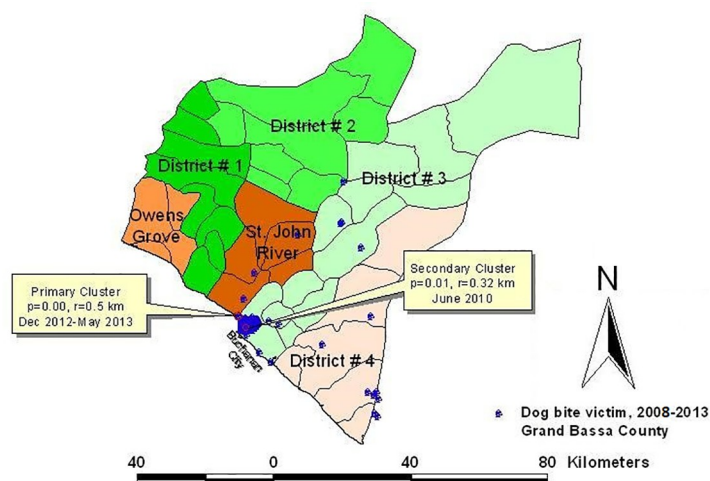 District # 2
District # 1
District # 3
Owens
Grove
St. John
River
Primary Cluster
p=0.00, r=0.5 km
Dec 2012-May 2013
Secondary Cluster
p=0.01, r=0.32 km
June 2010
N
Buchanan
City
District # 4
Dog bite victim, 2008-2013
Grand Bassa County
40 0 40 80 Kilometers